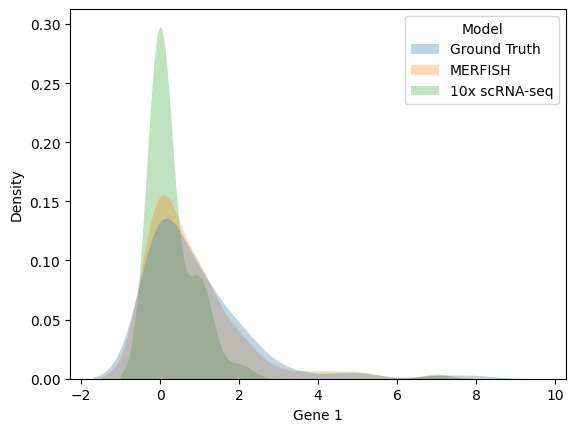 Model
Ground Truth
MERFISH
10x scRNA-seq
Density
0.30
0.25
0.20
0.15
0.10
0.05
0.00
−2 0 2 4 6 8 10
Gene 1